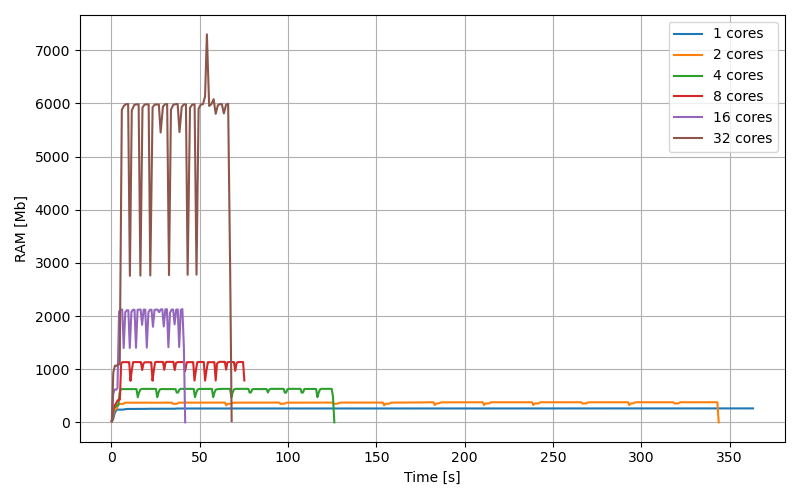 7000
6000
5000
4000
3000
2000
1000
0
RAM [Mb]
1 cores
2 cores
4 cores
8 cores
16 cores
32 cores
0 50 100 150 200 250 300 350
Time [s]